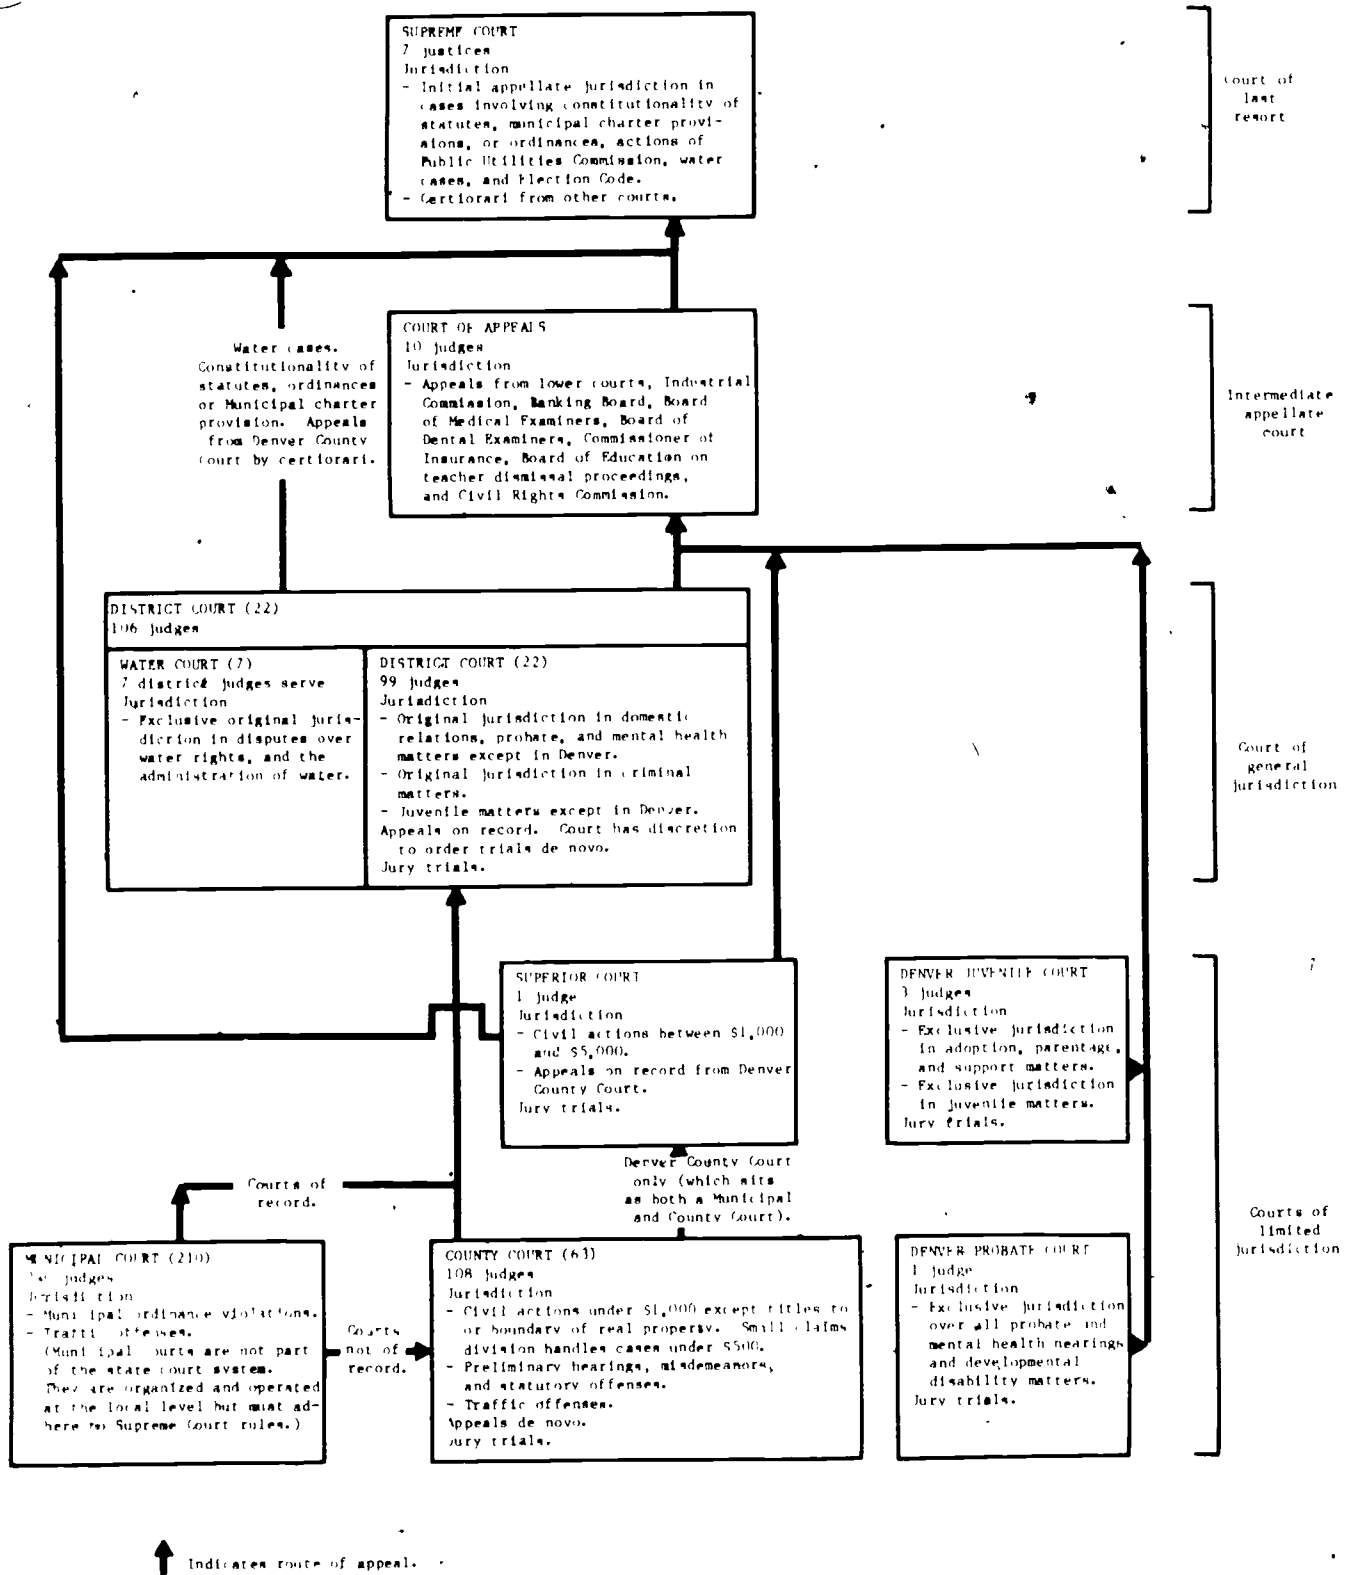 SUPREME COURT
7 justices
Jurisdiction
- Initial appellate jurisdiction in
cases involving constitutionality of
statutes, municipal charter provi-
sions, or ordinances, actions of
Public Utilities Commission, water
cases, and Election Code.
- Certiorari from other courts.
Court of
last
resort
Water cases.
Constitutionality of
statutes, ordinances
or Municipal charter
provision. Appeals
from Denver County
Court by certiorari.
COURT OF APPEALS
10 judges
Jurisdiction
- Appeals from lower courts, Industrial
Commission, Banking Board, Board
of Medical Examiners, Board of
Dental Examiners, Commissioner of
Insurance, Board of Education on
teacher dismissal proceedings,
and Civil Rights Commission.
Intermediate
appellate
court
DISTRICT COURT (22)
106 judges
WATER COURT (7)
7 district judges serve
Jurisdiction
- Exclusive original juris-
diction in disputes over
water rights, and the
administration of water.
DISTRICT COURT (22)
99 judges
Jurisdiction
- Original jurisdiction in domestic
relations, probate, and mental health
matters except in Denver.
- Original jurisdiction in criminal
matters.
- Juvenile matters except in Denver.
Appeals on record. Court has discretion
to order trials de novo.
Jury trials.
Court of
general
jurisdiction
SUPERIOR COURT
1 judge
Jurisdiction
- Civil actions between $1,000
and $5,000.
- Appeals on record from Denver
County Court.
Jury trials.
DENVER JUVENILE COURT
3 judges
Jurisdiction
- Exclusive jurisdiction
in adoption, parentage,
and support matters.
- Exclusive jurisdiction
in juvenile matters.
Jury trials.
Courts of
record.
Denver County Court
only (which sits
as both a Municipal
and County Court).
MUNICIPAL COURT (210)
judges
Jurisdiction
- Municipal ordinance violations.
- Traffic offenses.
(Municipal courts are not part
of the state court system.
They are organized and operated
at the local level but must ad-
here to Supreme Court rules.)
Courts
not of
record.
COUNTY COURT (63)
108 judges
Jurisdiction
- Civil actions under $1,000 except titles to
or boundary of real property. Small claims
division handles cases under $500.
- Preliminary hearings, misdemeanors,
and statutory offenses.
- Traffic offenses.
Appeals de novo.
Jury trials.
DENVER PROBATE COURT
1 judge
Jurisdiction
- Exclusive jurisdiction
over all probate and
mental health hearings
and developmental
disability matters.
Jury trials.
Courts of
limited
jurisdiction
Indicates route of appeal.